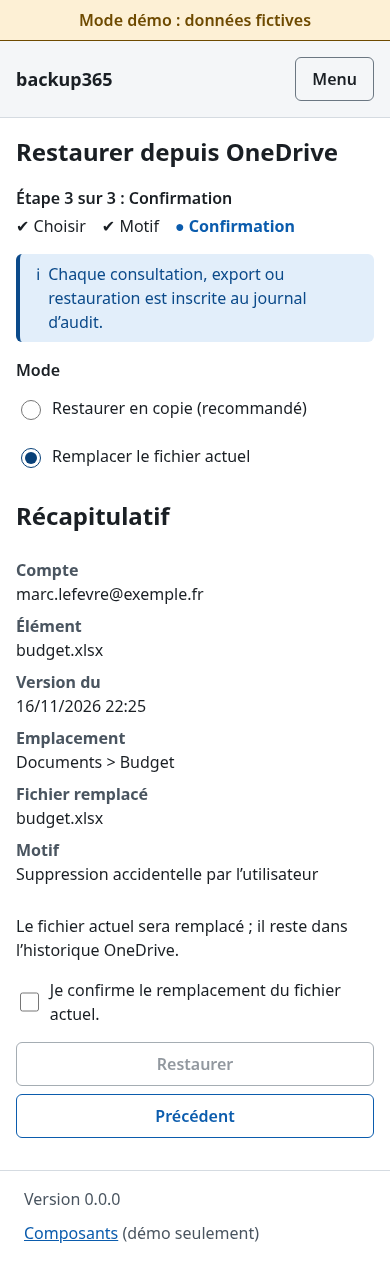 Mode démo : données fictives
backup365
Menu
Restaurer depuis OneDrive
Étape 3 sur 3 : Confirmation
✔ Choisir ✔ Motif ● Confirmation
i Chaque consultation, export ou
restauration est inscrite au journal
d’audit.
Mode
Restaurer en copie (recommandé)
Remplacer le fichier actuel
Récapitulatif
Compte
marc.lefevre@exemple.fr
Élément
budget.xlsx
Version du
16/11/2026 22:25
Emplacement
Documents > Budget
Fichier remplacé
budget.xlsx
Motif
Suppression accidentelle par l’utilisateur
Le fichier actuel sera remplacé ; il reste dans
l’historique OneDrive.
Je confirme le remplacement du fichier
actuel.
Restaurer
Précédent
Version 0.0.0
Composants (démo seulement)